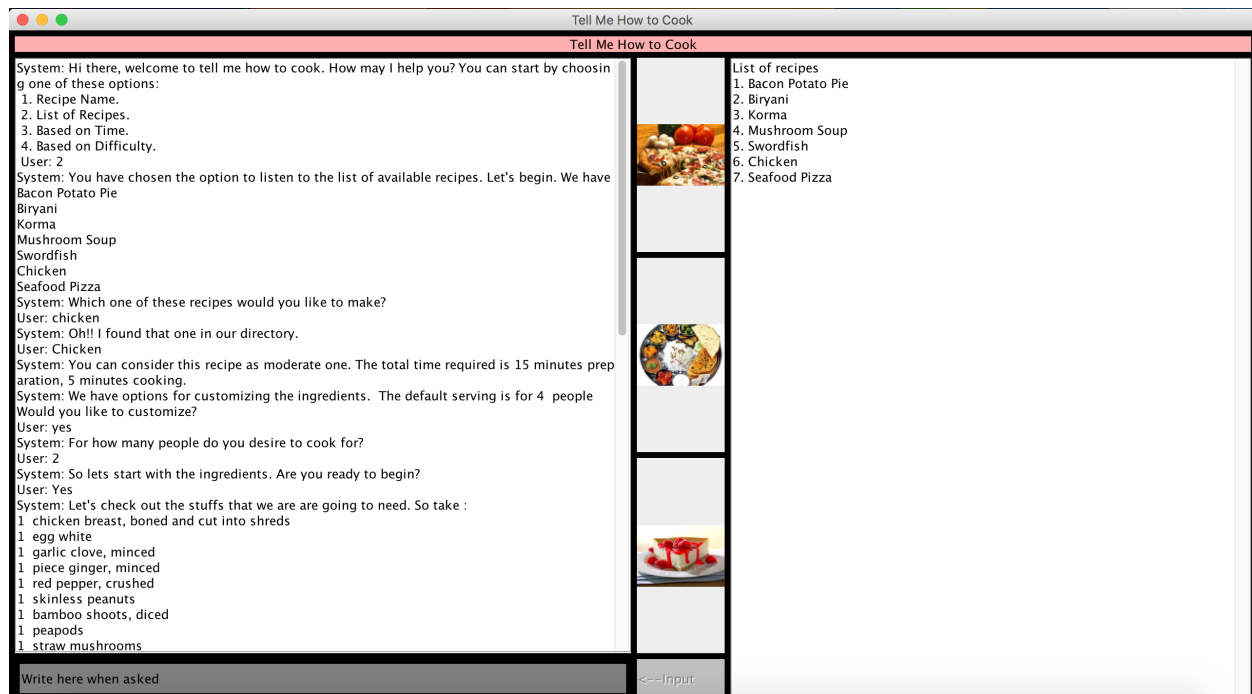 Tell Me How to Cook
Tell Me How to Cook
System: Hi there, welcome to tell me how to cook. How may I help you? You can start by choosin
g one of these options:
1. Recipe Name.
2. List of Recipes.
3. Based on Time.
4. Based on Difficulty.
User: 2
System: You have chosen the option to listen to the list of available recipes. Let's begin. We have
Bacon Potato Pie
Biryani
Korma
Mushroom Soup
Swordfish
Chicken
Seafood Pizza
System: Which one of these recipes would you like to make?
User: chicken
System: Oh!! I found that one in our directory.
User: Chicken
System: You can consider this recipe as moderate one. The total time required is 15 minutes prep
aration, 5 minutes cooking.
System: We have options for customizing the ingredients.  The default serving is for 4  people
Would you like to customize?
User: yes
System: For how many people do you desire to cook for?
User: 2
System: So lets start with the ingredients. Are you ready to begin?
User: Yes
System: Let's check out the stuffs that we are are going to need. So take :
1  chicken breast, boned and cut into shreds
1  egg white
1  garlic clove, minced
1  piece ginger, minced
1  red pepper, crushed
1  skinless peanuts
1  bamboo shoots, diced
1  peapods
1  straw mushrooms
Write here when asked
<--Input
List of recipes
1. Bacon Potato Pie
2. Biryani
3. Korma
4. Mushroom Soup
5. Swordfish
6. Chicken
7. Seafood Pizza